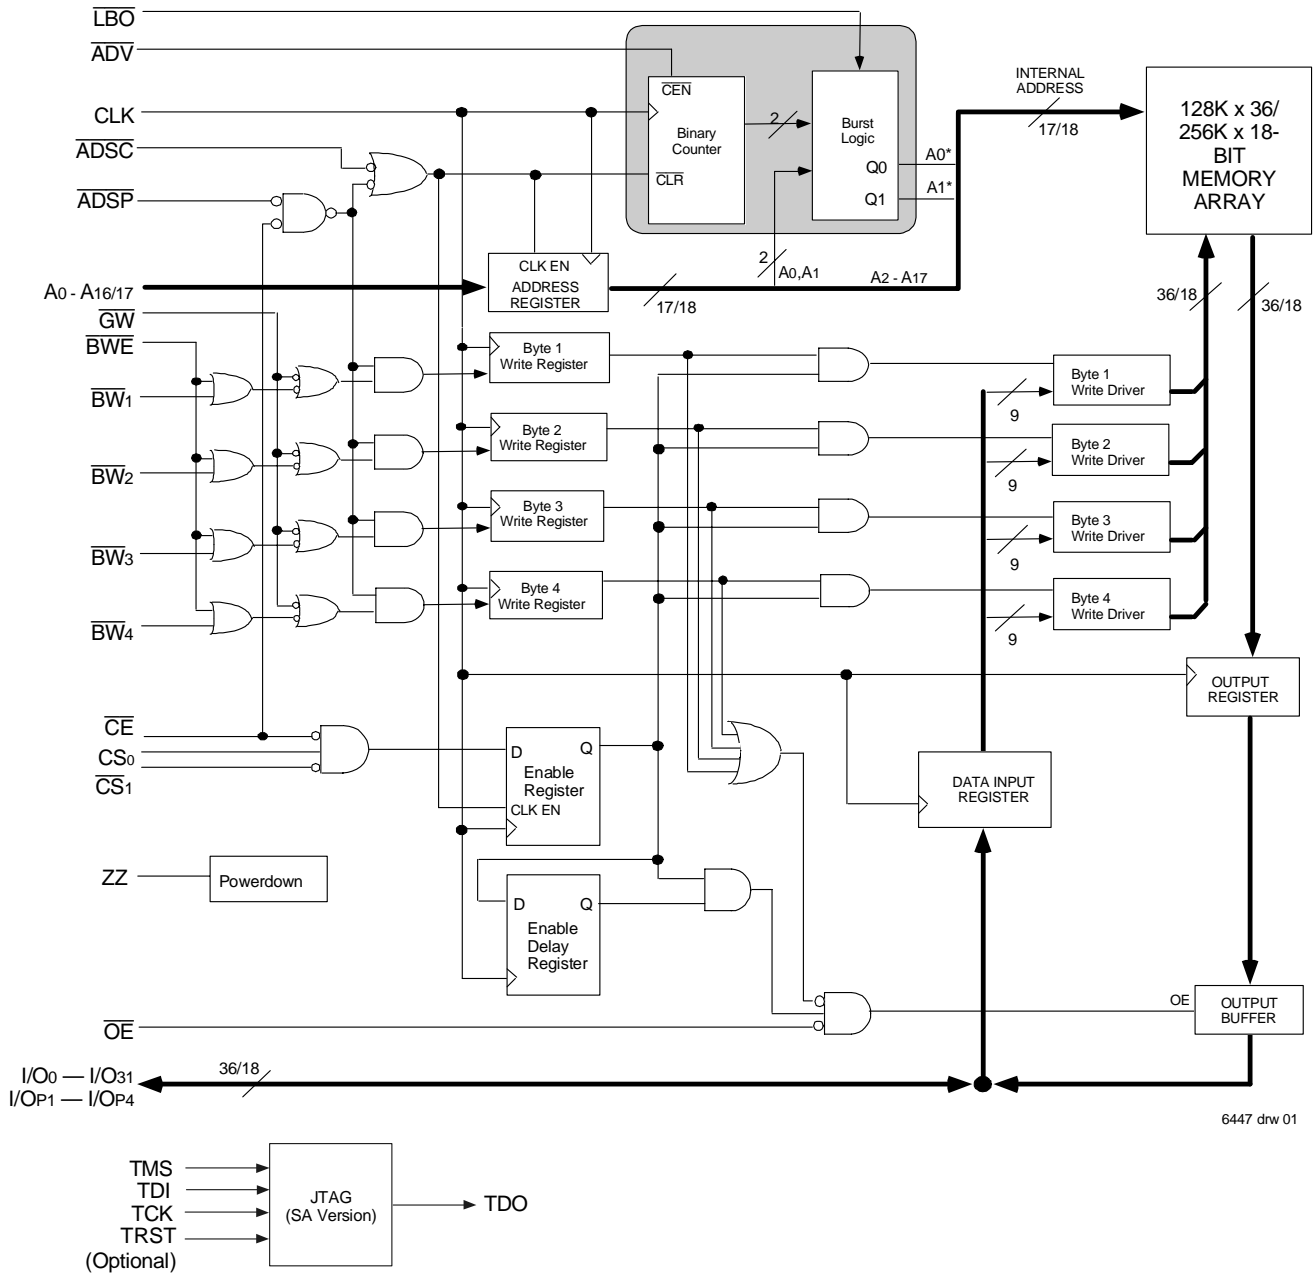 LBO
ADV
CLK
ADSC
ADSP
A0 - A16/17
GW
BWE
BW1
BW2
BW3
BW4
CE
CS0
CS1
ZZ
Powerdown
OE
I/O0 — I/O31
I/OP1 — I/OP4
36/18
CEN
Binary
Counter
CLR
2
Burst
Logic
Q0
Q1
A0*
A1*
INTERNAL
ADDRESS
17/18
128K x 36/
256K x 18-
BIT
MEMORY
ARRAY
CLK EN
ADDRESS
REGISTER
17/18
2
A0,A1
A2 - A17
36/18
36/18
Byte 1
Write Register
Byte 2
Write Register
Byte 3
Write Register
Byte 4
Write Register
Byte 1
Write Driver
9
Byte 2
Write Driver
9
Byte 3
Write Driver
9
Byte 4
Write Driver
9
OUTPUT
REGISTER
D
Q
Enable
Register
CLK EN
DATA INPUT
REGISTER
D
Q
Enable
Delay
Register
OE
OUTPUT
BUFFER
6447 drw 01
TMS
TDI
TCK
TRST
(Optional)
JTAG
(SA Version)
TDO